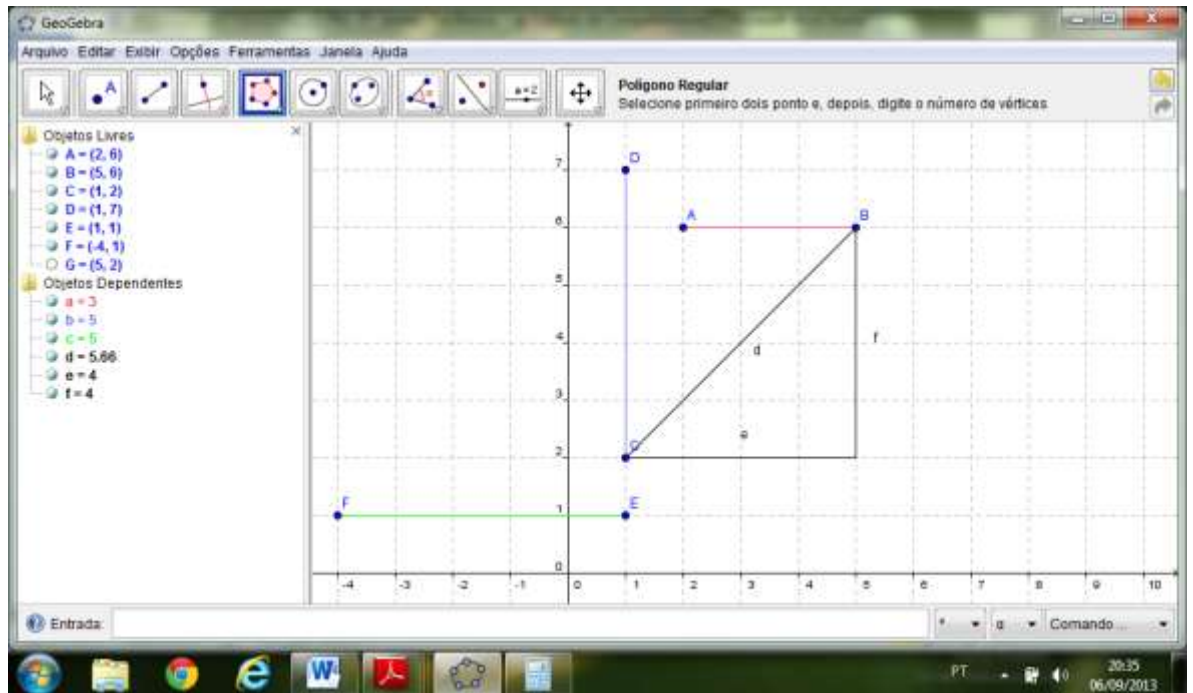 GeoGebra
Arquivo Editar Exibir Opções Ferramentas Janela Ajuda
A
a=2
Polígono Regular
Selecione primeiro dois ponto e, depois, digite o número de vértices
Objetos Livres
A = (2, 6)
B = (5, 6)
C = (1, 2)
D = (1, 7)
E = (1, 1)
F = (-4, 1)
G = (5, 2)
Objetos Dependentes
a = 3
b = 5
c = 5
d = 5.66
e = 4
f = 4
7
D
6
A
B
5
4
d
f
3
e
2
C
F
1
E
0
-4 -3 -2 -1 0 1 2 3 4 5 6 7 8 9 10
Entrada:
α
Comando ...
W
PT
20:35
06/09/2013